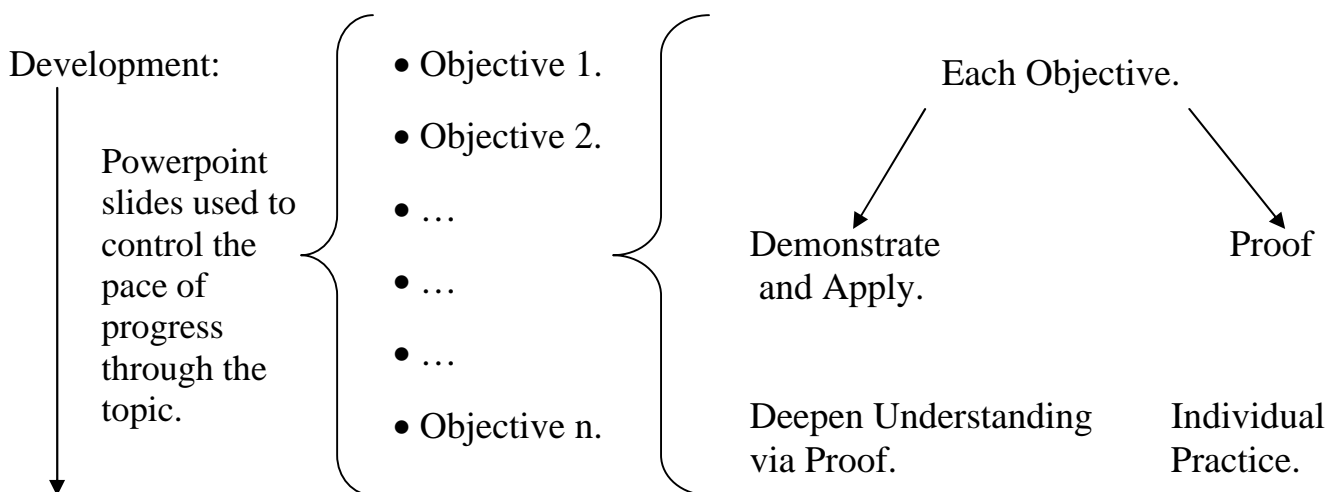 Development:
Powerpoint
slides used to
control the
pace of
progress
through the
topic.
• Objective 1.
• Objective 2.
• …
• …
• …
• Objective n.
Each Objective.
Demonstrate
and Apply.
Proof
Deepen Understanding
via Proof.
Individual
Practice.